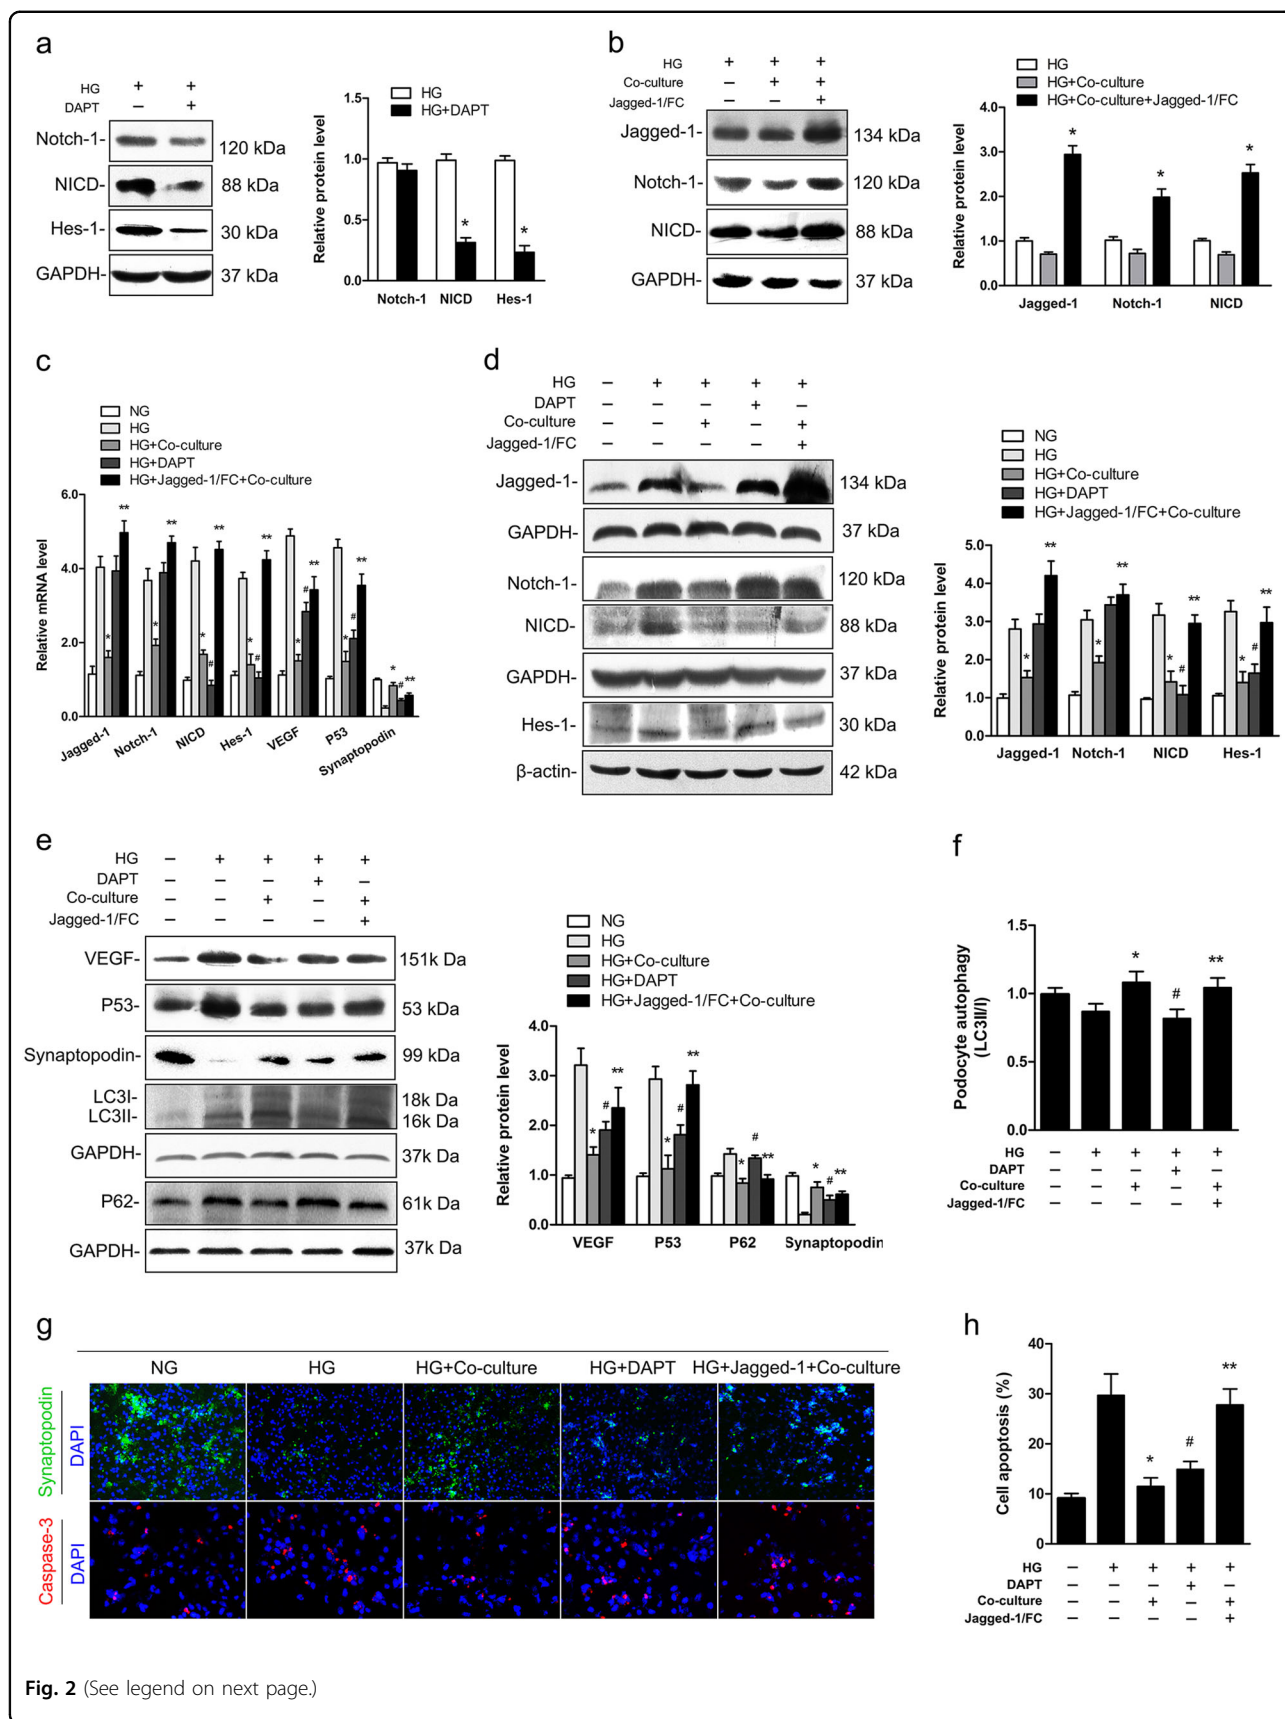 a
HG + +
DAPT – +
Notch-1- 120 kDa
NICD- 88 kDa
Hes-1- 30 kDa
GAPDH- 37 kDa
HG
HG+DAPT
Relative protein level
1.5
1.0
0.5
0.0
* *
Notch-1 NICD Hes-1
b
HG + + +
Co-culture – + +
Jagged-1/FC – – +
Jagged-1- 134 kDa
Notch-1- 120 kDa
NICD- 88 kDa
GAPDH- 37 kDa
HG
HG+Co-culture
HG+Co-culture+Jagged-1/FC
Relative protein level
4.0
3.0
2.0
1.0
0.0
* * *
Jagged-1 Notch-1 NICD
c
NG
HG
HG+Co-culture
HG+DAPT
HG+Jagged-1/FC+Co-culture
Relative mRNA level
6.0
4.0
2.0
0.0
* ** * ** * # ** * # ** * # ** * # ** * # **
Jagged-1 Notch-1 NICD Hes-1 VEGF P53 Synaptopodin
d
HG – + + + +
DAPT – – – + –
Co-culture – – + – +
Jagged-1/FC – – – – +
Jagged-1- 134 kDa
GAPDH- 37 kDa
Notch-1- 120 kDa
NICD- 88 kDa
GAPDH- 37 kDa
Hes-1- 30 kDa
β-actin- 42 kDa
NG
HG
HG+Co-culture
HG+DAPT
HG+Jagged-1/FC+Co-culture
Relative protein level
5.0
4.0
3.0
2.0
1.0
0.0
* ** * ** * # ** * # **
Jagged-1 Notch-1 NICD Hes-1
e
HG – + + + +
DAPT – – – + –
Co-culture – – + – +
Jagged-1/FC – – – – +
VEGF- 151k Da
P53- 53 kDa
Synaptopodin- 99 kDa
LC3I- 18k Da
LC3II- 16k Da
GAPDH- 37k Da
P62- 61k Da
GAPDH- 37k Da
NG
HG
HG+Co-culture
HG+DAPT
HG+Jagged-1/FC+Co-culture
Relative protein level
4.0
3.0
2.0
1.0
0.0
* # ** * # ** * # ** * # **
VEGF P53 P62 Synaptopodin
f
Podocyte autophagy
(LC3II/I)
1.5
1.0
0.5
0.0
* # **
HG – + + + +
DAPT – – – + –
Co-culture – – + – +
Jagged-1/FC – – – – +
g
NG HG HG+Co-culture HG+DAPT HG+Jagged-1+Co-culture
Synaptopodin
DAPI
Caspase-3
DAPI
h
Cell apoptosis (%)
40
30
20
10
0
* # **
HG – + + + +
DAPT – – – + –
Co-culture – – + – +
Jagged-1/FC – – – – +
Fig. 2 (See legend on next page.)